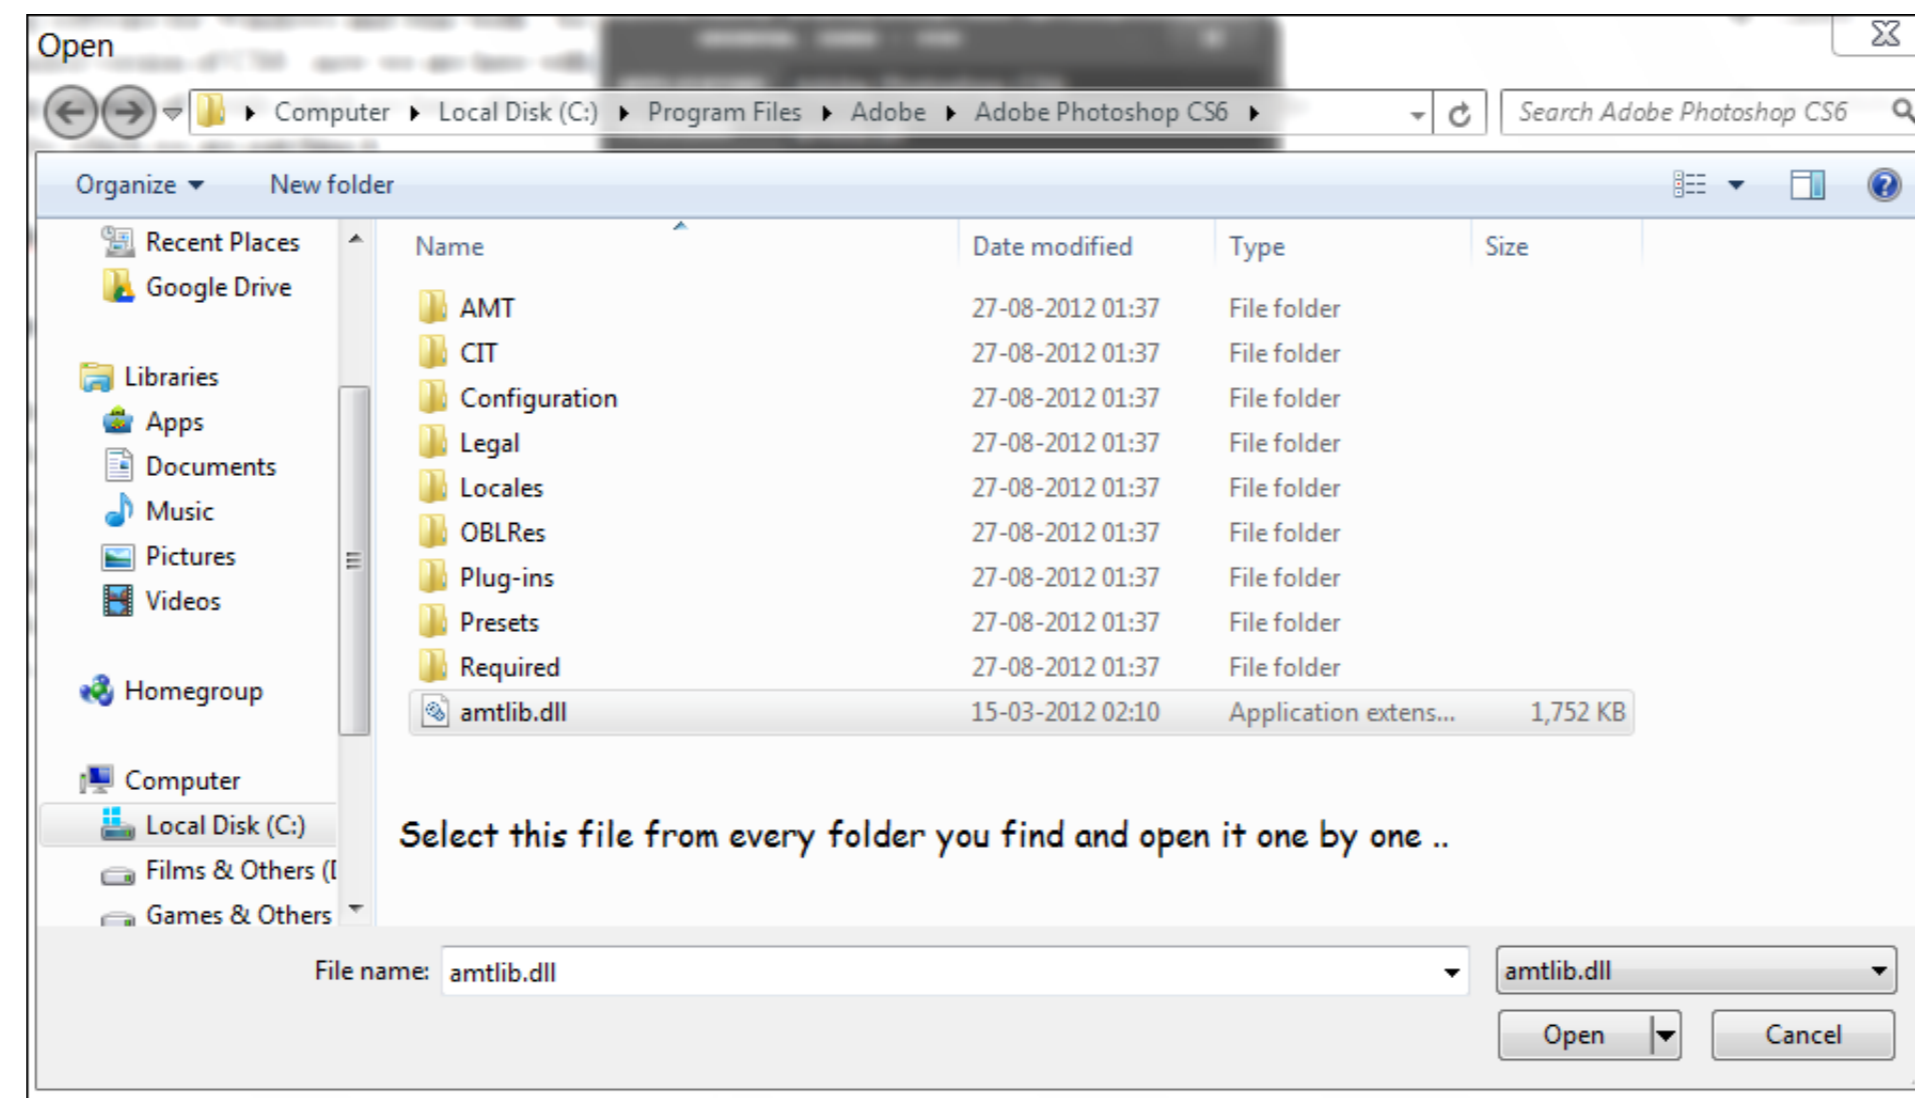 Open
Computer Local Disk (C:) Program Files Adobe Adobe Photoshop CS6 Search Adobe Photoshop CS6
Organize New folder
Recent Places
Google Drive
Libraries
Apps
Documents
Music
Pictures
Videos
Homegroup
Computer
Local Disk (C:)
Films & Others (
Games & Others
Name Date modified Type Size
AMT 27-08-2012 01:37 File folder
CIT 27-08-2012 01:37 File folder
Configuration 27-08-2012 01:37 File folder
Legal 27-08-2012 01:37 File folder
Locales 27-08-2012 01:37 File folder
OBLRes 27-08-2012 01:37 File folder
Plug-ins 27-08-2012 01:37 File folder
Presets 27-08-2012 01:37 File folder
Required 27-08-2012 01:37 File folder
amtlib.dll 15-03-2012 02:10 Application extens... 1,752 KB
Select this file from every folder you find and open it one by one ..
File name: amtlib.dll amtlib.dll
Open Cancel